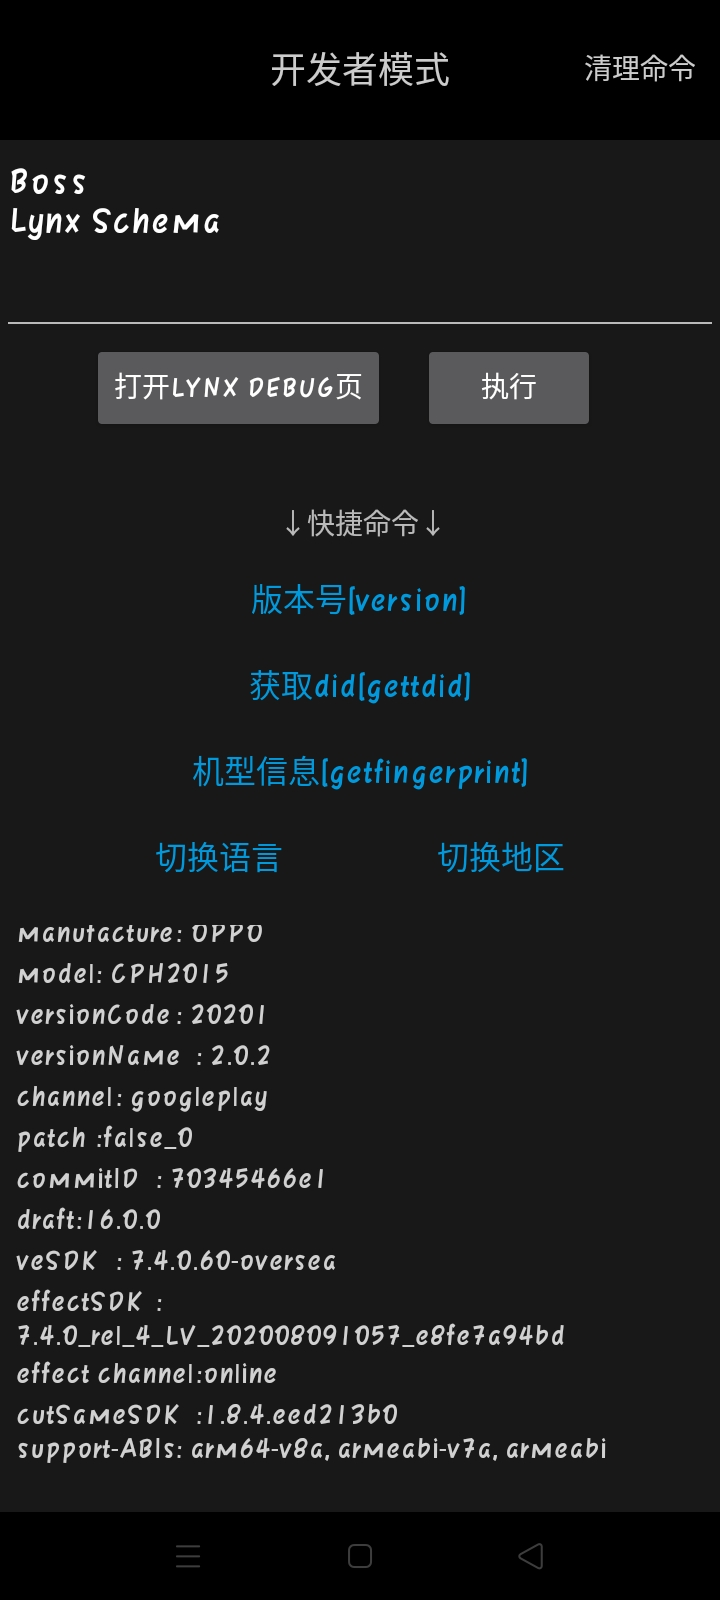 开发者模式
清理命令
Boss
Lynx Schema
打开LYNX DEBUG页
执行
↓快捷命令↓
版本号[version]
获取did[gettdid]
机型信息[getfingerprint]
切换语言
切换地区
manufacture: OPPO
model: CPH2015
versionCode : 20201
versionName : 2.0.2
channel: googleplay
patch :false_0
commitID : 70345466e1
draft:16.0.0
veSDK : 7.4.0.60-oversea
effectSDK :
7.4.0_rel_4_LV_202008091057_e8fe7a94bd
effect channel:online
cutSameSDK :1.8.4.eed213b0
support-ABIs: arm64-v8a, armeabi-v7a, armeabi